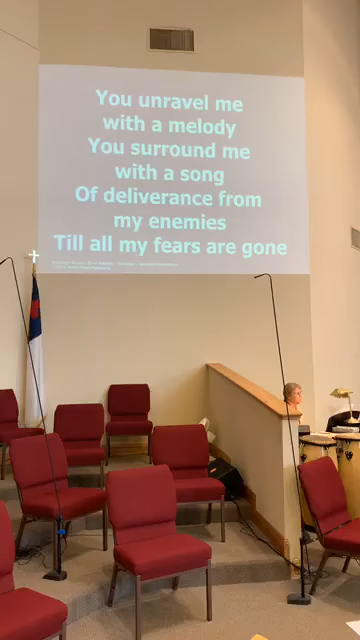 You unravel me
with a melody
You surround me
with a song
Of deliverance from
my enemies
Till all my fears are gone